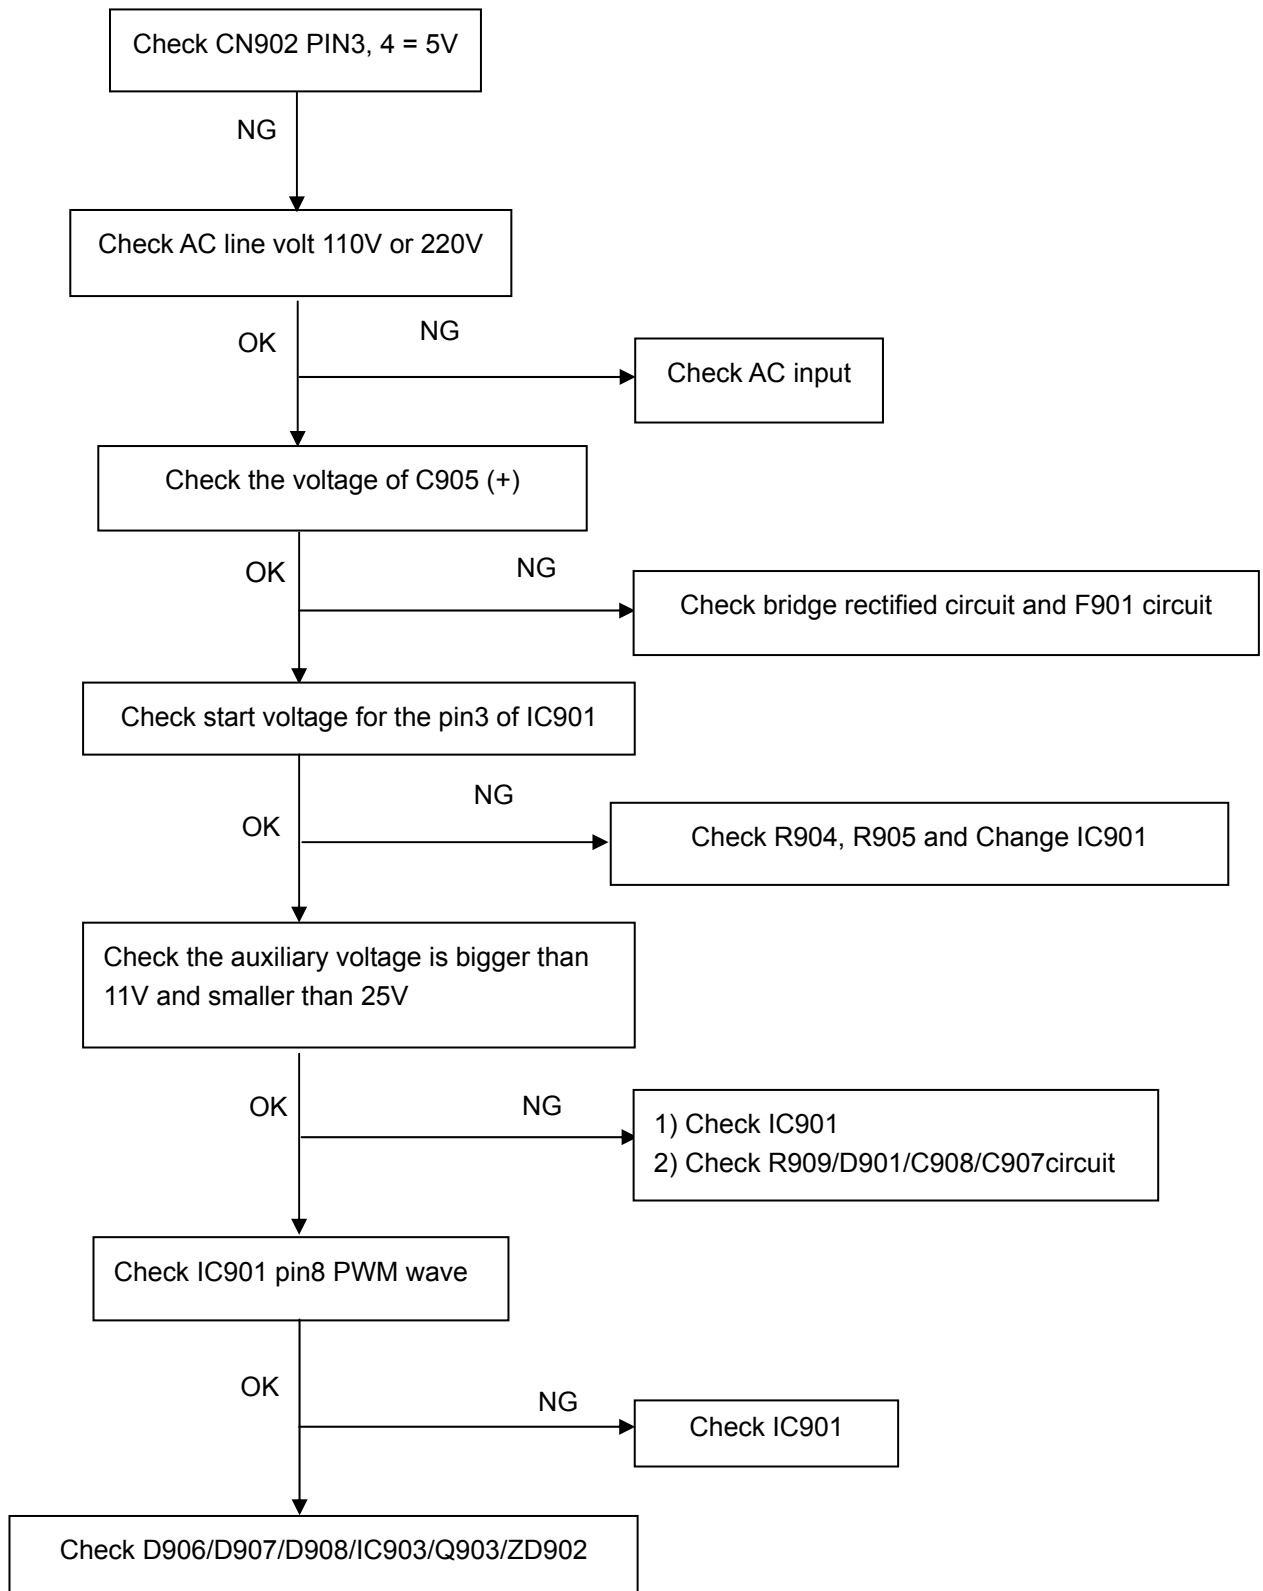 Check CN902 PIN3, 4 = 5V
NG
Check AC line volt 110V or 220V
OK
NG
Check AC input
Check the voltage of C905 (+)
OK
NG
Check bridge rectified circuit and F901 circuit
Check start voltage for the pin3 of IC901
NG
OK
Check R904, R905 and Change IC901
Check the auxiliary voltage is bigger than
11V and smaller than 25V
OK
NG
1) Check IC901
2) Check R909/D901/C908/C907circuit
Check IC901 pin8 PWM wave
OK
NG
Check IC901
Check D906/D907/D908/IC903/Q903/ZD902